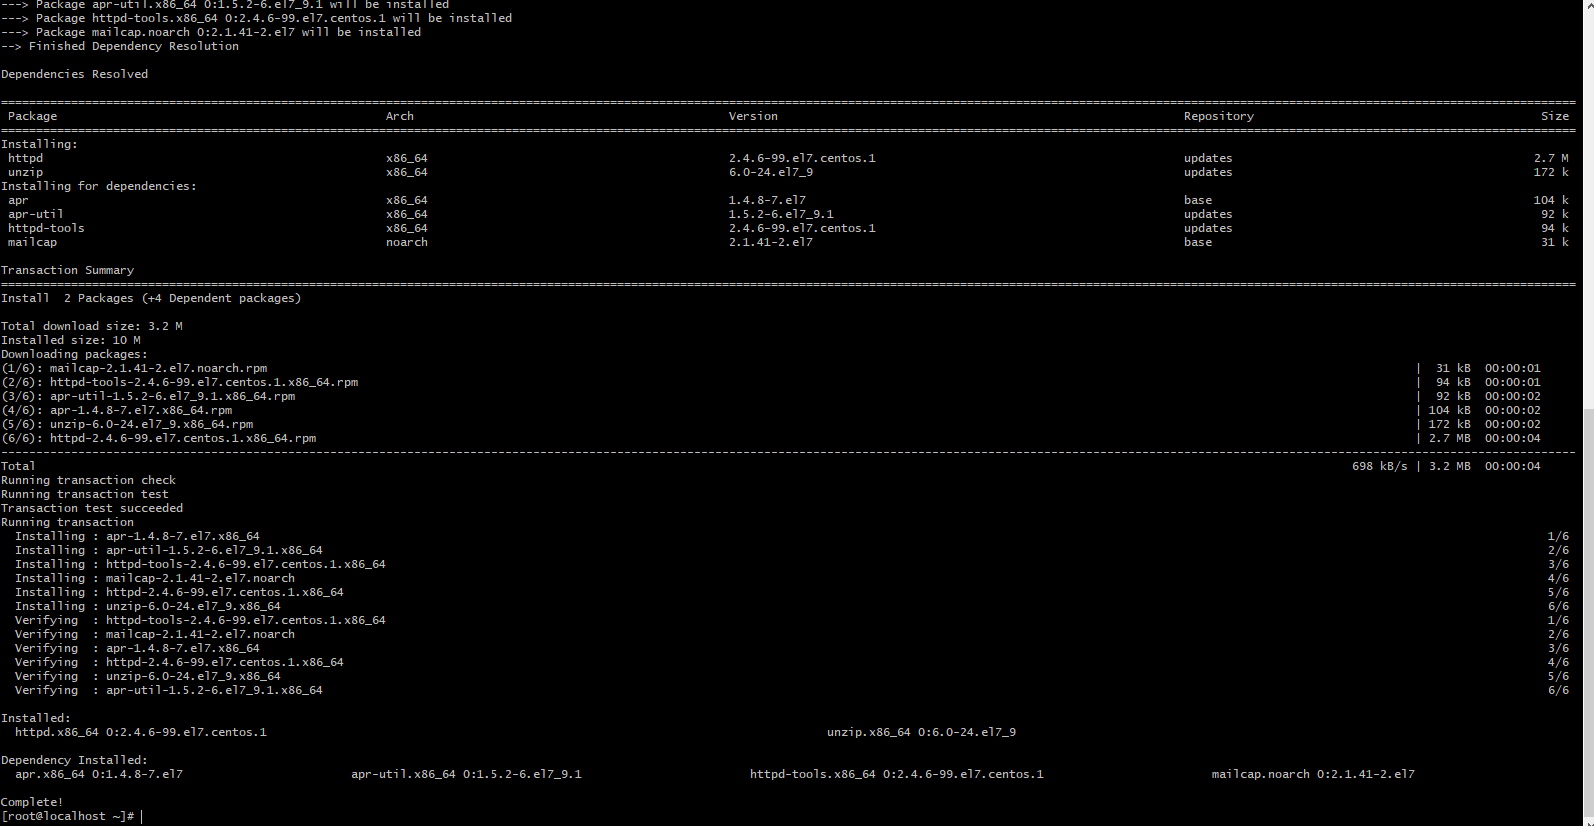 ---> Package apr-util.x86_64 0:1.5.2-6.el7_9.1 will be installed
---> Package httpd-tools.x86_64 0:2.4.6-99.el7.centos.1 will be installed
---> Package mailcap.noarch 0:2.1.41-2.el7 will be installed
--> Finished Dependency Resolution
Dependencies Resolved
Package Arch Version Repository Size
Installing:
httpd x86_64 2.4.6-99.el7.centos.1 updates 2.7 M
unzip x86_64 6.0-24.el7_9 updates 172 k
Installing for dependencies:
apr x86_64 1.4.8-7.el7 base 104 k
apr-util x86_64 1.5.2-6.el7_9.1 updates 92 k
httpd-tools x86_64 2.4.6-99.el7.centos.1 updates 94 k
mailcap noarch 2.1.41-2.el7 base 31 k
Transaction Summary
Install 2 Packages (+4 Dependent packages)
Total download size: 3.2 M
Installed size: 10 M
Downloading packages:
(1/6): mailcap-2.1.41-2.el7.noarch.rpm | 31 kB 00:00:01
(2/6): httpd-tools-2.4.6-99.el7.centos.1.x86_64.rpm | 94 kB 00:00:01
(3/6): apr-util-1.5.2-6.el7_9.1.x86_64.rpm | 92 kB 00:00:02
(4/6): apr-1.4.8-7.el7.x86_64.rpm | 104 kB 00:00:02
(5/6): unzip-6.0-24.el7_9.x86_64.rpm | 172 kB 00:00:02
(6/6): httpd-2.4.6-99.el7.centos.1.x86_64.rpm | 2.7 MB 00:00:04
Total 698 kB/s | 3.2 MB 00:00:04
Running transaction check
Running transaction test
Transaction test succeeded
Running transaction
Installing : apr-1.4.8-7.el7.x86_64 1/6
Installing : apr-util-1.5.2-6.el7_9.1.x86_64 2/6
Installing : httpd-tools-2.4.6-99.el7.centos.1.x86_64 3/6
Installing : mailcap-2.1.41-2.el7.noarch 4/6
Installing : httpd-2.4.6-99.el7.centos.1.x86_64 5/6
Installing : unzip-6.0-24.el7_9.x86_64 6/6
Verifying : httpd-tools-2.4.6-99.el7.centos.1.x86_64 1/6
Verifying : mailcap-2.1.41-2.el7.noarch 2/6
Verifying : apr-1.4.8-7.el7.x86_64 3/6
Verifying : httpd-2.4.6-99.el7.centos.1.x86_64 4/6
Verifying : unzip-6.0-24.el7_9.x86_64 5/6
Verifying : apr-util-1.5.2-6.el7_9.1.x86_64 6/6
Installed:
httpd.x86_64 0:2.4.6-99.el7.centos.1 unzip.x86_64 0:6.0-24.el7_9
Dependency Installed:
apr.x86_64 0:1.4.8-7.el7 apr-util.x86_64 0:1.5.2-6.el7_9.1 httpd-tools.x86_64 0:2.4.6-99.el7.centos.1 mailcap.noarch 0:2.1.41-2.el7
Complete!
[root@localhost ~]#